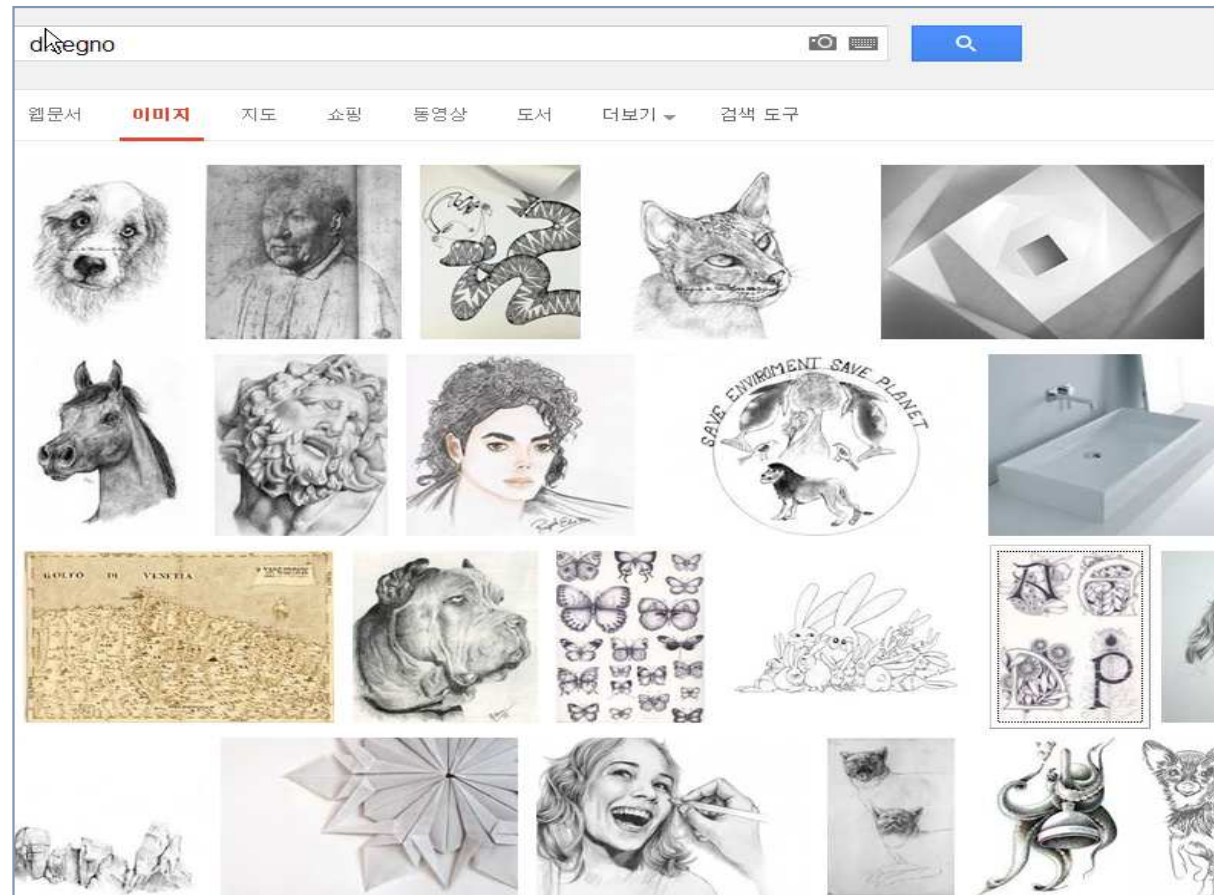 disegno
웹문서 이미지 지도 쇼핑 동영상 도서 더보기 검색 도구
SAVE ENVIROMENT SAVE PLANET
GOLFO DI VENETIA
A
P